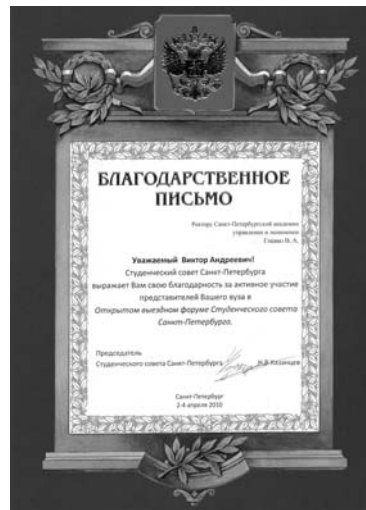 БЛАГОДАРСТВЕННОЕ
ПИСЬМО
Ректору Санкт-Петербургской академии
управления и экономики
Гневко В. А.
Уважаемый Виктор Андреевич!
Студенческий совет Санкт-Петербурга
выражает Вам свою благодарность за активное участие
представителей Вашего вуза в
Открытом выездном форуме Студенческого совета
Санкт-Петербурга.
Председатель
Студенческого совета Санкт-Петербурга Н.В.Казанцев
Санкт-Петербург
2-4 апреля 2010